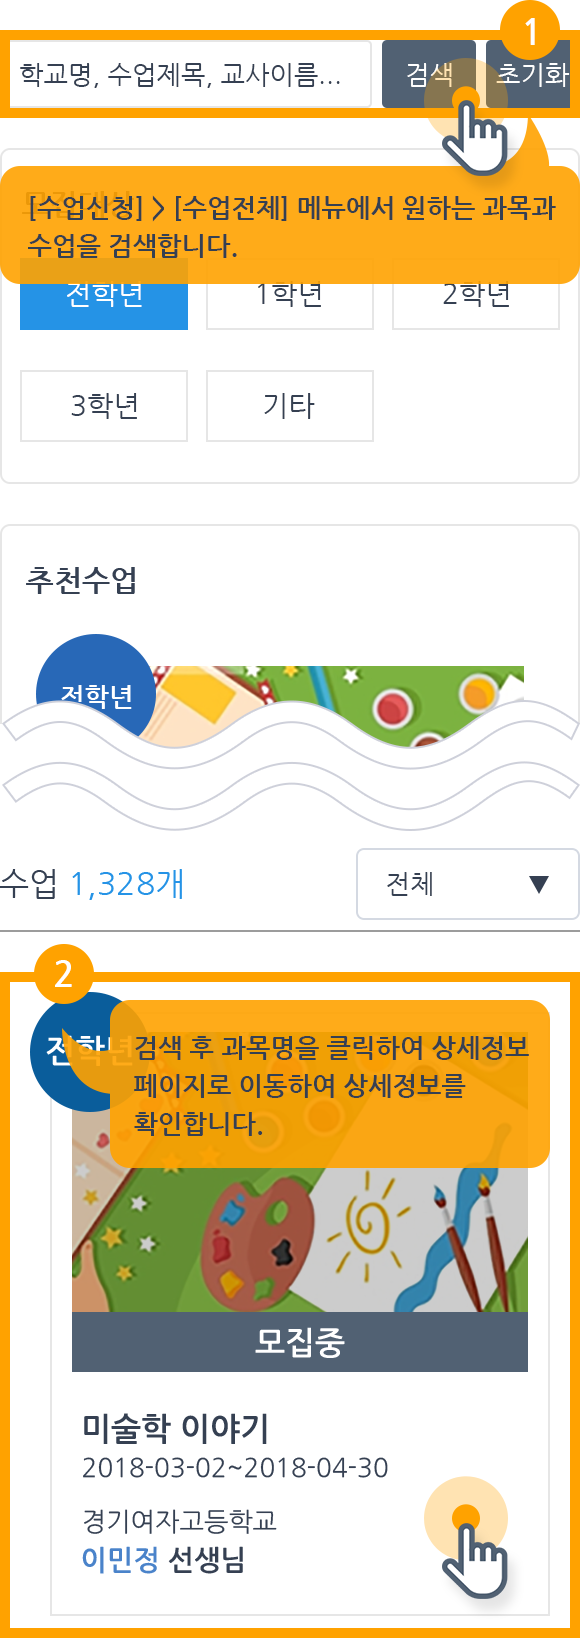 1
학교명, 수업제목, 교사이름...
검색
초기화
[수업신청] > [수업전체] 메뉴에서 원하는 과목과
수업을 검색합니다.
전학년
1학년
2학년
3학년
기타
추천수업
전학년
수업 1,328개
전체 ▼
2
전학년
검색 후 과목명을 클릭하여 상세정보
페이지로 이동하여 상세정보를
확인합니다.
모집중
미술학 이야기
2018-03-02~2018-04-30
경기여자고등학교
이민정 선생님